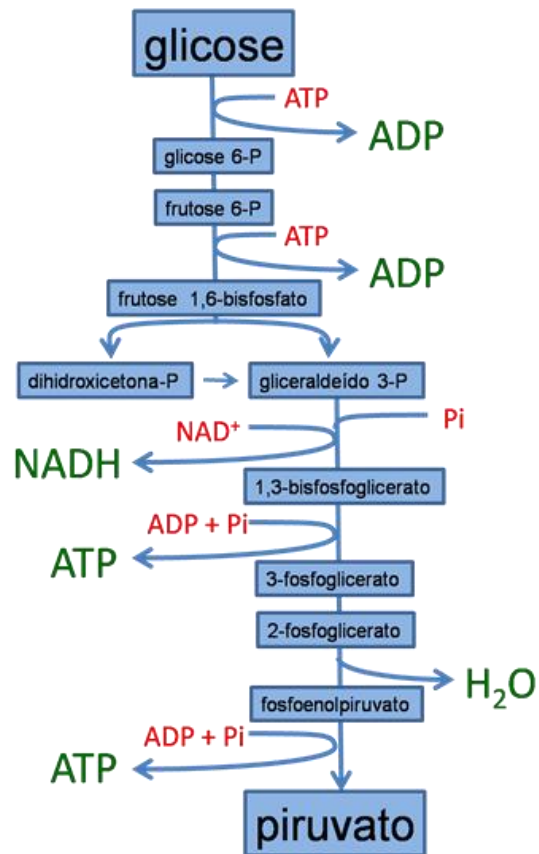 glicose
ATP
ADP
glicose 6-P
frutose 6-P
ATP
ADP
frutose 1,6-bisfosfato
dihidroxicetona-P
gliceraldeído 3-P
NAD⁺
Pi
NADH
1,3-bisfosfoglicerato
ADP + Pi
ATP
3-fosfoglicerato
2-fosfoglicerato
H₂O
fosfoenolpiruvato
ADP + Pi
ATP
piruvato